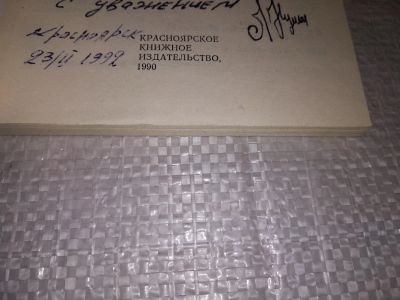 с уважением
Красноярск
23/II 1992
КРАСНОЯРСКОЕ
КНИЖНОЕ
ИЗДАТЕЛЬСТВО,
1990